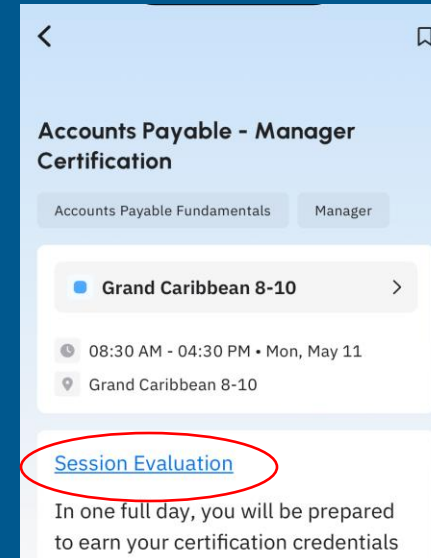 Accounts Payable - Manager
Certification
Accounts Payable Fundamentals Manager
Grand Caribbean 8-10
08:30 AM - 04:30 PM • Mon, May 11
Grand Caribbean 8-10
Session Evaluation
In one full day, you will be prepared
to earn your certification credentials